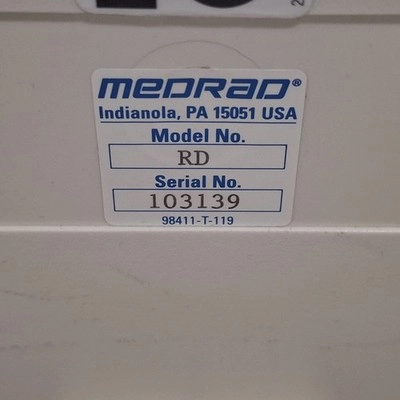 MEDRAD®
Indianola, PA 15051 USA
Model No.
RD
Serial No.
103139
98411-T-119